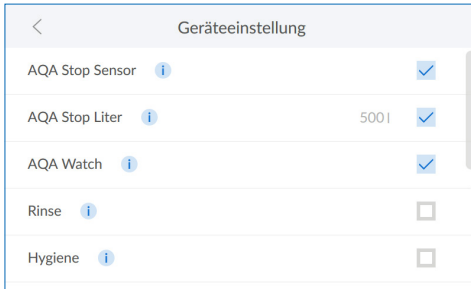 Geräteeinstellung
AQA Stop Sensor i
AQA Stop Liter i 500 l
AQA Watch i
Rinse i
Hygiene i